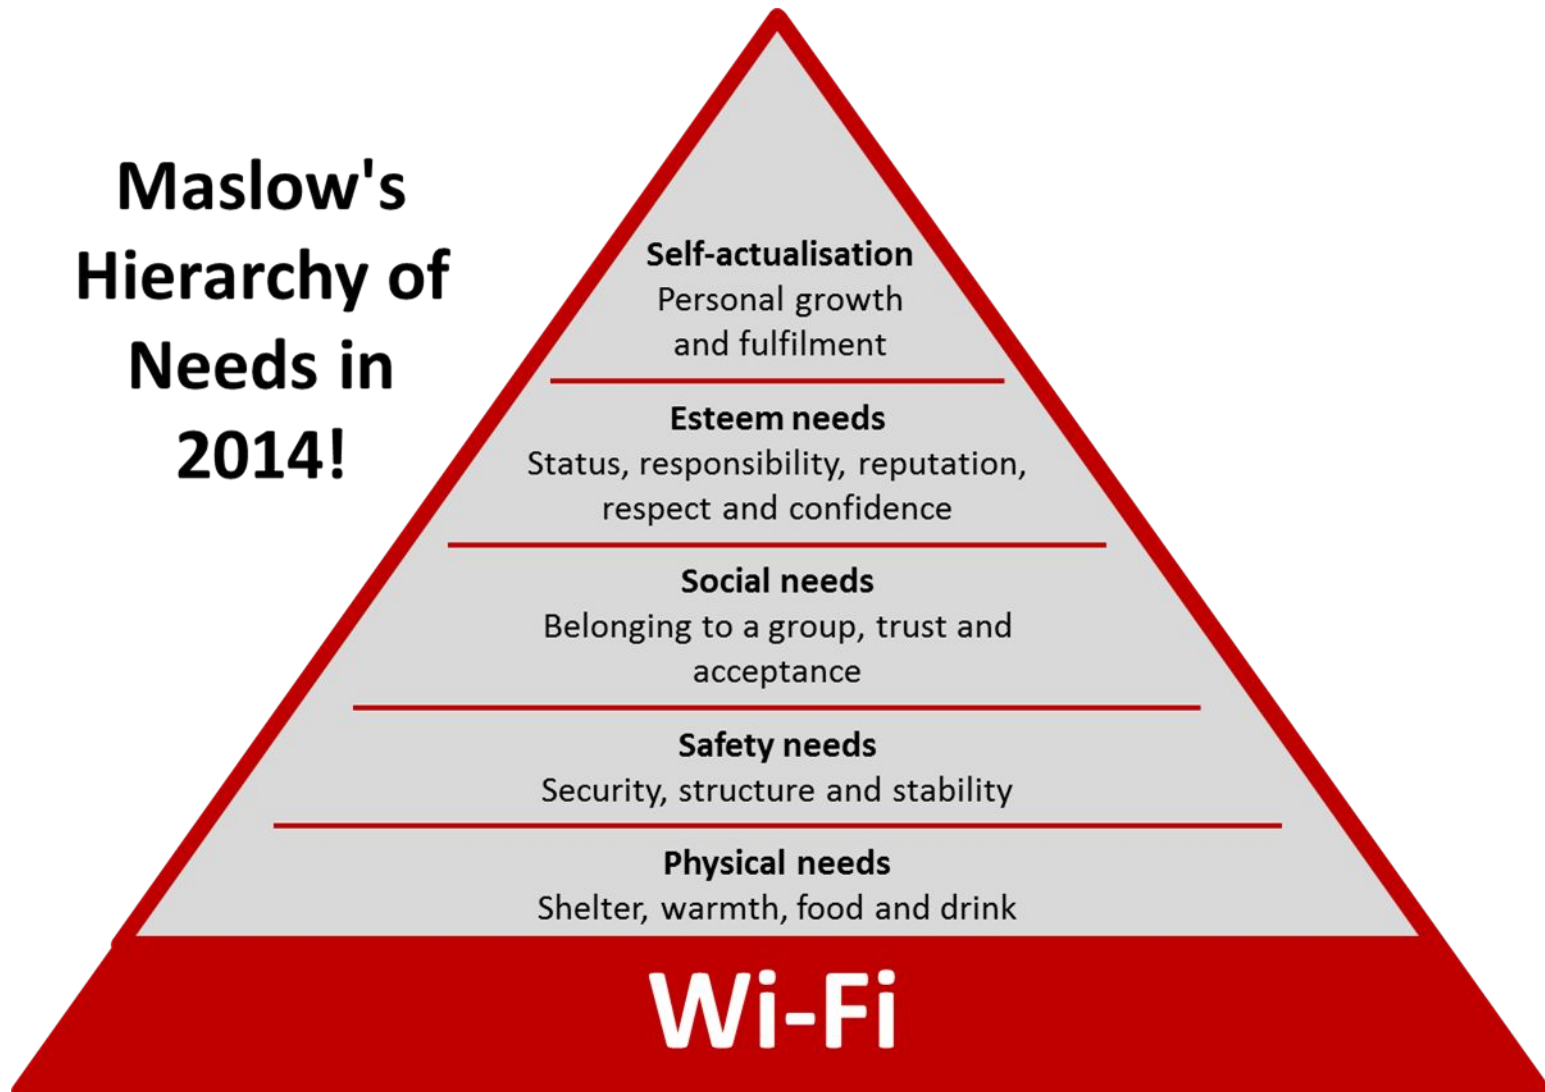 Maslow's
Hierarchy of
Needs in
2014!
Self-actualisation
Personal growth
and fulfilment
Esteem needs
Status, responsibility, reputation,
respect and confidence
Social needs
Belonging to a group, trust and
acceptance
Safety needs
Security, structure and stability
Physical needs
Shelter, warmth, food and drink
Wi-Fi